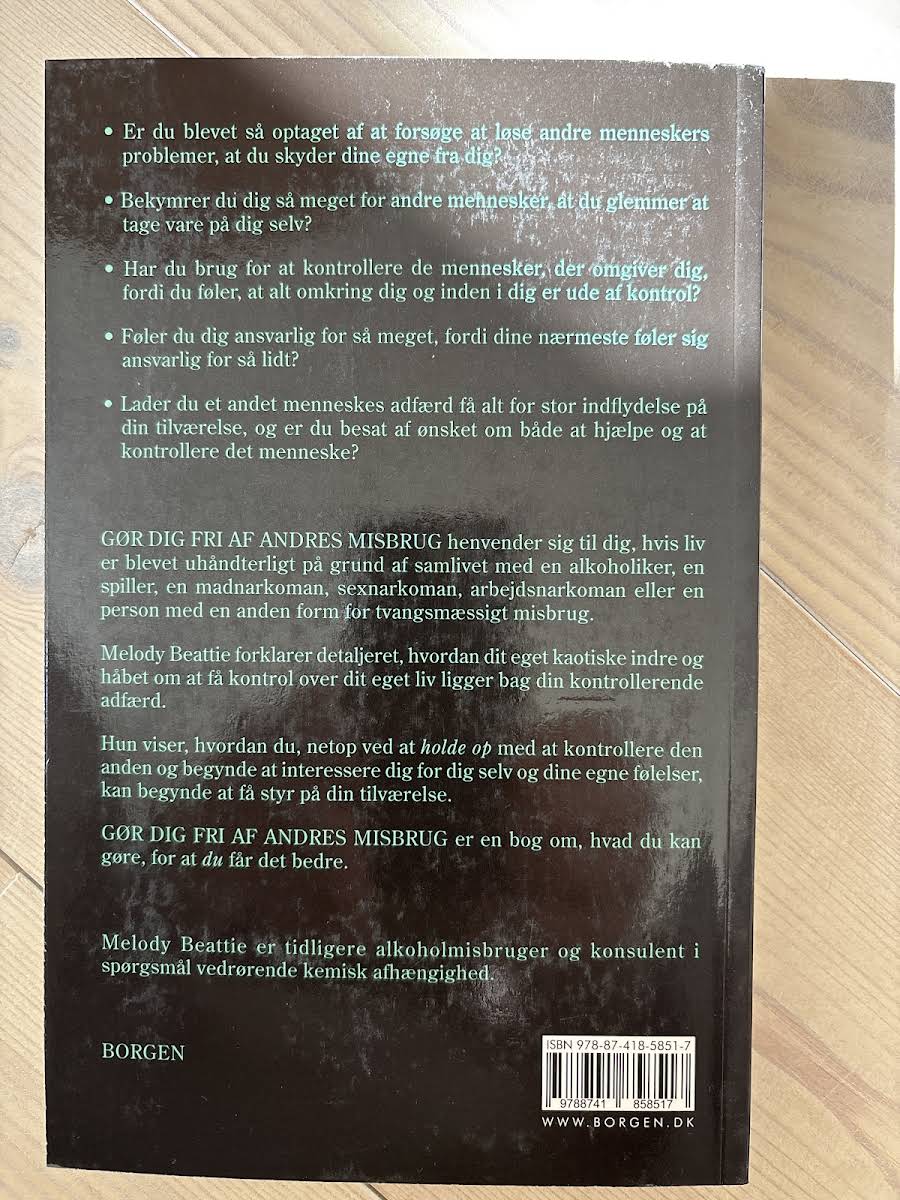 • Er du blevet så optaget af at forsøge at løse andre menneskers
problemer, at du skyder dine egne fra dig?
• Bekymrer du dig så meget for andre mennesker, at du glemmer at
tage vare på dig selv?
• Har du brug for at kontrollere de mennesker, der omgiver dig,
fordi du føler, at alt omkring dig og inden i dig er ude af kontrol?
• Føler du dig ansvarlig for så meget, fordi dine nærmeste føler sig
ansvarlig for så lidt?
• Lader du et andet menneskes adfærd få alt for stor indflydelse på
din tilværelse, og er du besat af ønsket om både at hjælpe og at
kontrollere det menneske?
GØR DIG FRI AF ANDRES MISBRUG henvender sig til dig, hvis liv
er blevet uhåndterligt på grund af samlivet med en alkoholiker, en
spiller, en madnarkoman, sexnarkoman, arbejdsnarkoman eller en
person med en anden form for tvangsmæssigt misbrug.
Melody Beattie forklarer detaljeret, hvordan dit eget kaotiske indre og
håbet om at få kontrol over dit eget liv ligger bag din kontrollerende
adfærd.
Hun viser, hvordan du, netop ved at holde op med at kontrollere den
anden og begynde at interessere dig for dig selv og dine egne følelser,
kan begynde at få styr på din tilværelse.
GØR DIG FRI AF ANDRES MISBRUG er en bog om, hvad du kan
gøre, for at du får det bedre.
Melody Beattie er tidligere alkoholmisbruger og konsulent i
spørgsmål vedrørende kemisk afhængighed.
BORGEN
ISBN 978-87-418-5851-7
9788741 858517
WWW.BORGEN.DK